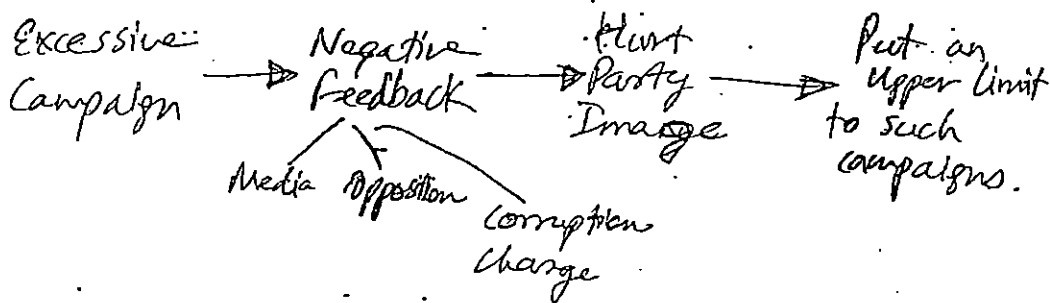 Excessive
Campaign
Negative
Feedback
Hurt
Party
Image
Put an
Upper limit
to such
campaigns.
Media Opposition
Corruption
Charge